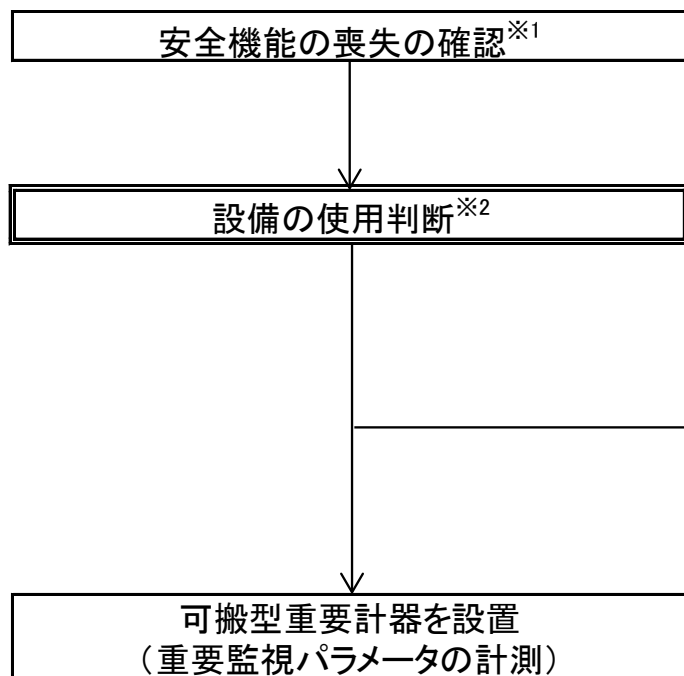 安全機能の喪失の確認※1
設備の使用判断※2
可搬型重要計器を設置
（重要監視パラメータの計測）